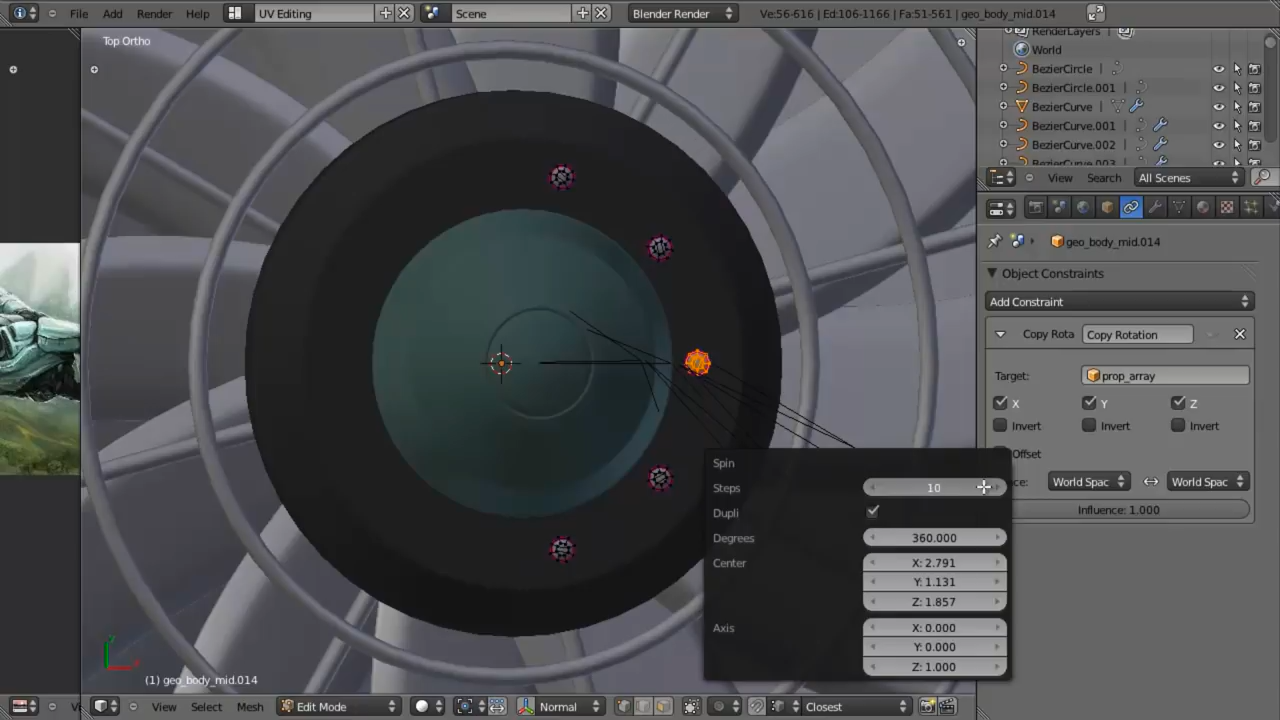 File Add Render Help UV Editing Scene Blender Render Ve:56-616 | Ed:106-1166 | Fa:51-561 | geo_body_mid.014
Top Ortho
RenderLayers |
World
BezierCircle |
BezierCircle.001
BezierCurve |
BezierCurve.001
BezierCurve.002
BezierCurve.003
View Search All Scenes
geo_body_mid.014
Object Constraints
Add Constraint
Copy Rota Copy Rotation
Target: prop_array
X Y Z
Invert Invert Invert
Offset
World Spac World Spac
Influence: 1.000
Spin
Steps 10
Dupli
Degrees 360.000
Center X: 2.791
Y: 1.131
Z: 1.857
Axis X: 0.000
Y: 0.000
Z: 1.000
(1) geo_body_mid.014
Vi View Select Mesh Edit Mode Normal Closest